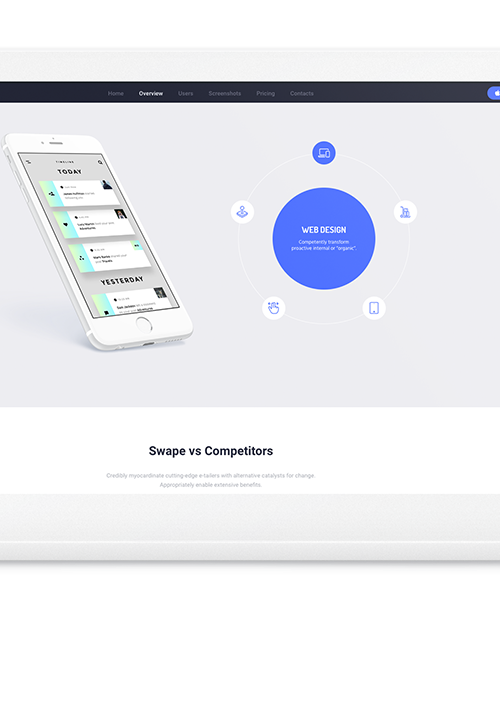 Home Overview Users Screenshots Pricing Contacts
TIMELINE
TODAY
YESTERDAY
WEB DESIGN
Competently transform
proactive internal or "organic".
Swape vs Competitors
Credibly myocardinate cutting-edge e-tailers with alternative catalysts for change.
Appropriately enable extensive benefits.